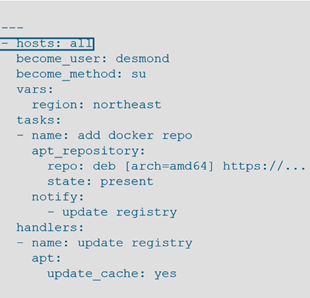 ---
- hosts: all
become_user: desmond
become_method: su
vars:
region: northeast
tasks:
- name: add docker repo
apt_repository:
repo: deb [arch=amd64] https://...
state: present
notify:
- update registry
handlers:
- name: update registry
apt:
update_cache: yes